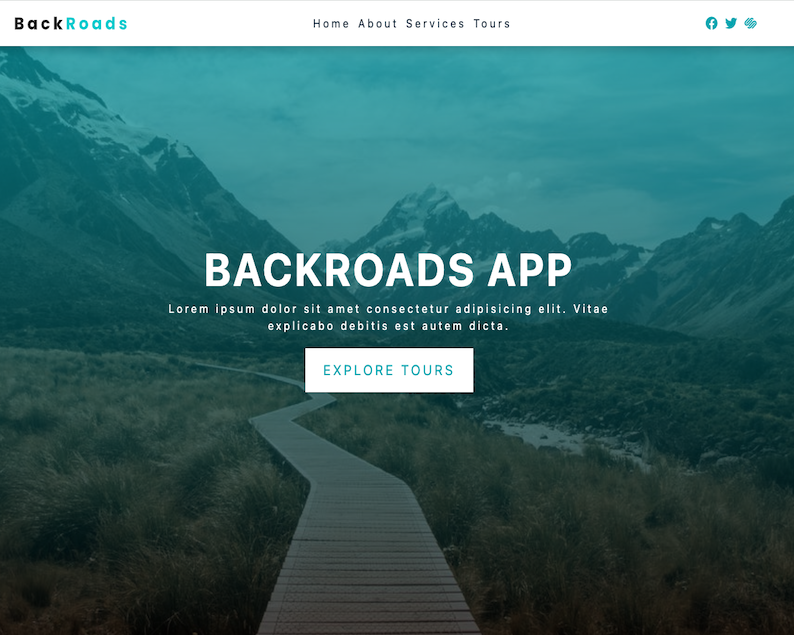 BackRoads
Home About Services Tours
BACKROADS APP
Lorem ipsum dolor sit amet consectetur adipisicing elit. Vitae
explicabo debitis est autem dicta.
EXPLORE TOURS